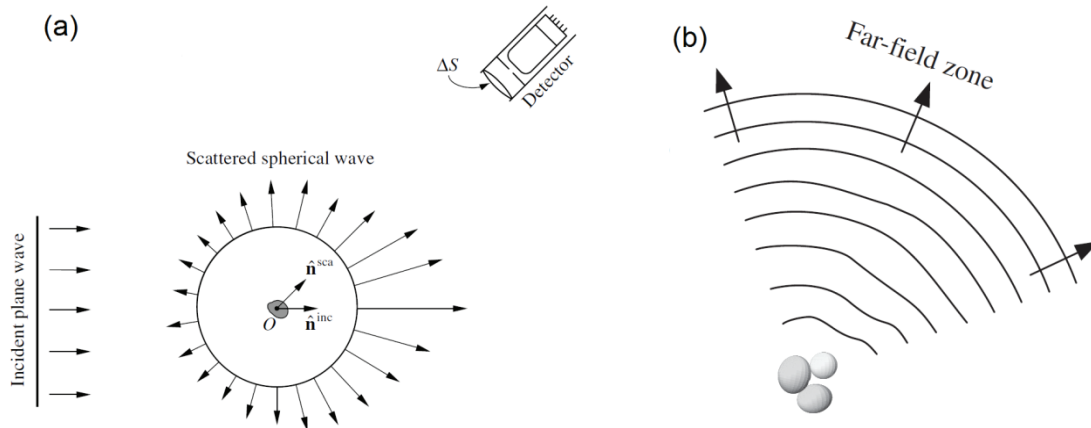 (a)
ΔS
Detector
Scattered spherical wave
Incident plane wave
n̂^sca
O
n̂^inc
(b)
Far-field zone